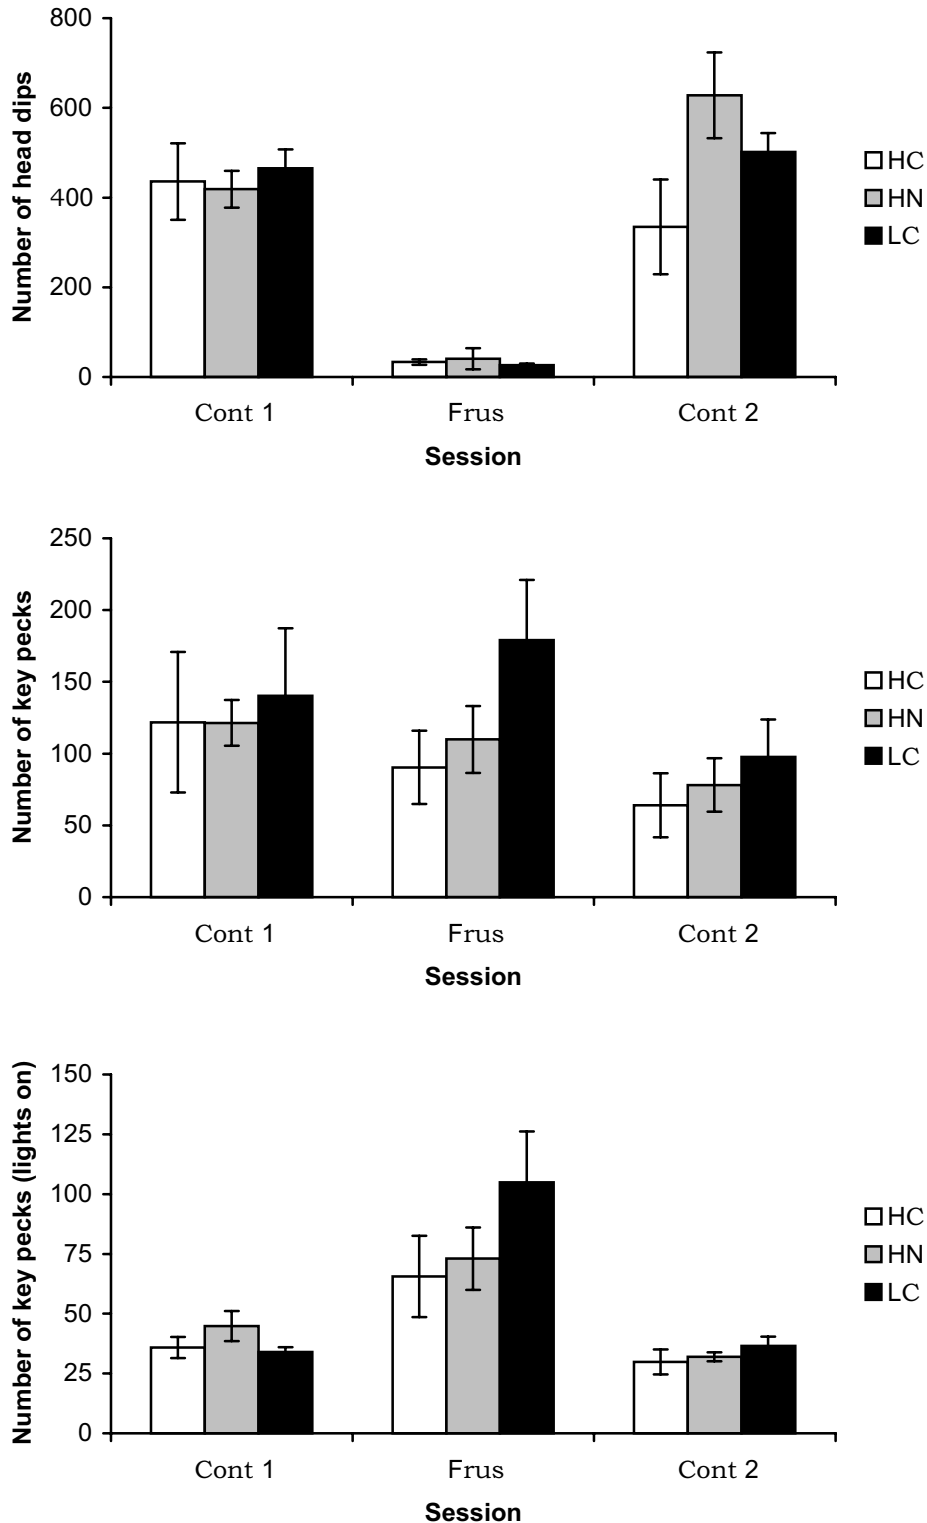 Number of head dips
800
600
400
200
0
Cont 1 Frus Cont 2
Session
HC
HN
LC
Number of key pecks
250
200
150
100
50
0
Cont 1 Frus Cont 2
Session
HC
HN
LC
Number of key pecks (lights on)
150
125
100
75
50
25
0
Cont 1 Frus Cont 2
Session
HC
HN
LC